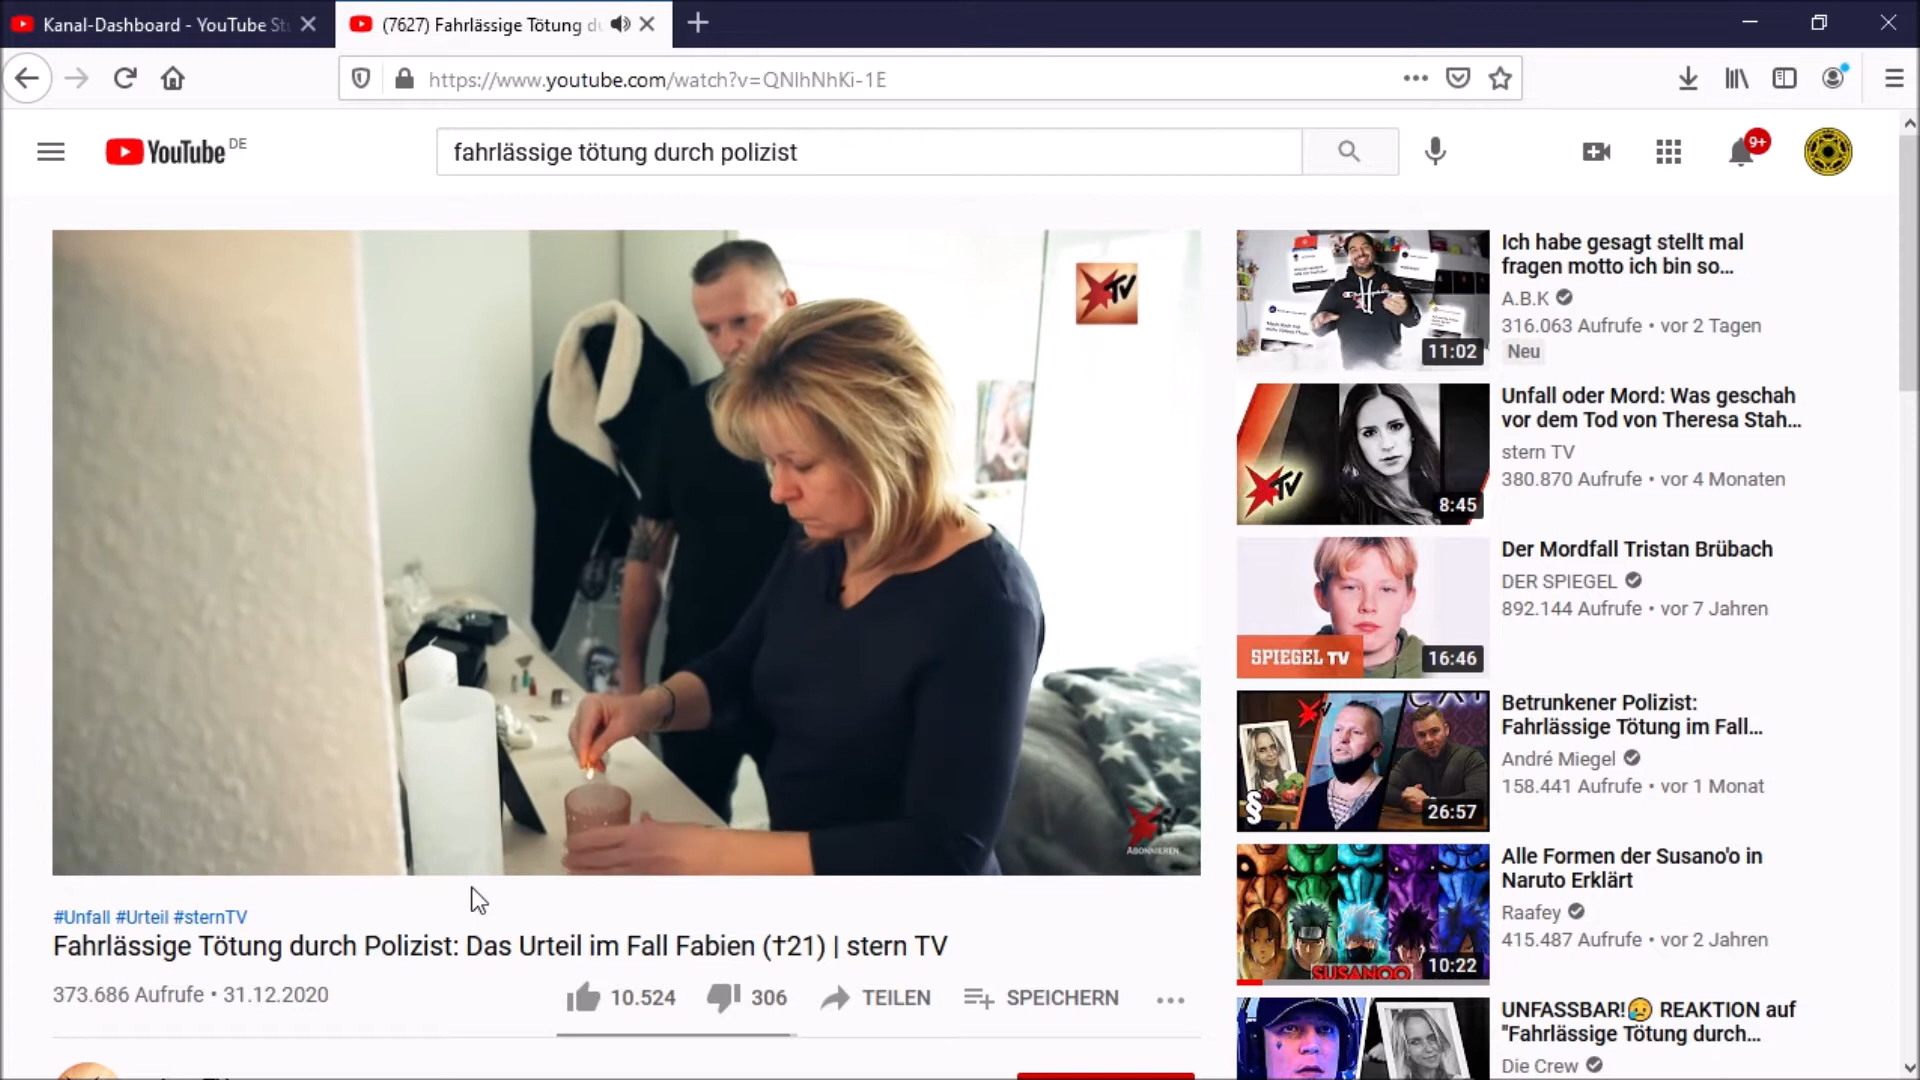 Kanal-Dashboard - YouTube St
(7627) Fahrlässige Tötung du
https://www.youtube.com/watch?v=QNlhNhKi-1E
YouTube DE
fahrlässige tötung durch polizist
9+
TV
ABONNIEREN
#Unfall #Urteil #sternTV
Fahrlässige Tötung durch Polizist: Das Urteil im Fall Fabien (†21) | stern TV
373.686 Aufrufe • 31.12.2020
10.524
306
TEILEN
SPEICHERN
11:02
Ich habe gesagt stellt mal
fragen motto ich bin so...
A.B.K
316.063 Aufrufe • vor 2 Tagen
Neu
TV
8:45
Unfall oder Mord: Was geschah
vor dem Tod von Theresa Stah...
stern TV
380.870 Aufrufe • vor 4 Monaten
SPIEGEL TV
16:46
Der Mordfall Tristan Brübach
DER SPIEGEL
892.144 Aufrufe • vor 7 Jahren
§
26:57
Betrunkener Polizist:
Fahrlässige Tötung im Fall...
André Miegel
158.441 Aufrufe • vor 1 Monat
SUSANOO
10:22
Alle Formen der Susano'o in
Naruto Erklärt
Raafey
415.487 Aufrufe • vor 2 Jahren
UNFASSBAR!😥 REAKTION auf
"Fahrlässige Tötung durch...
Die Crew